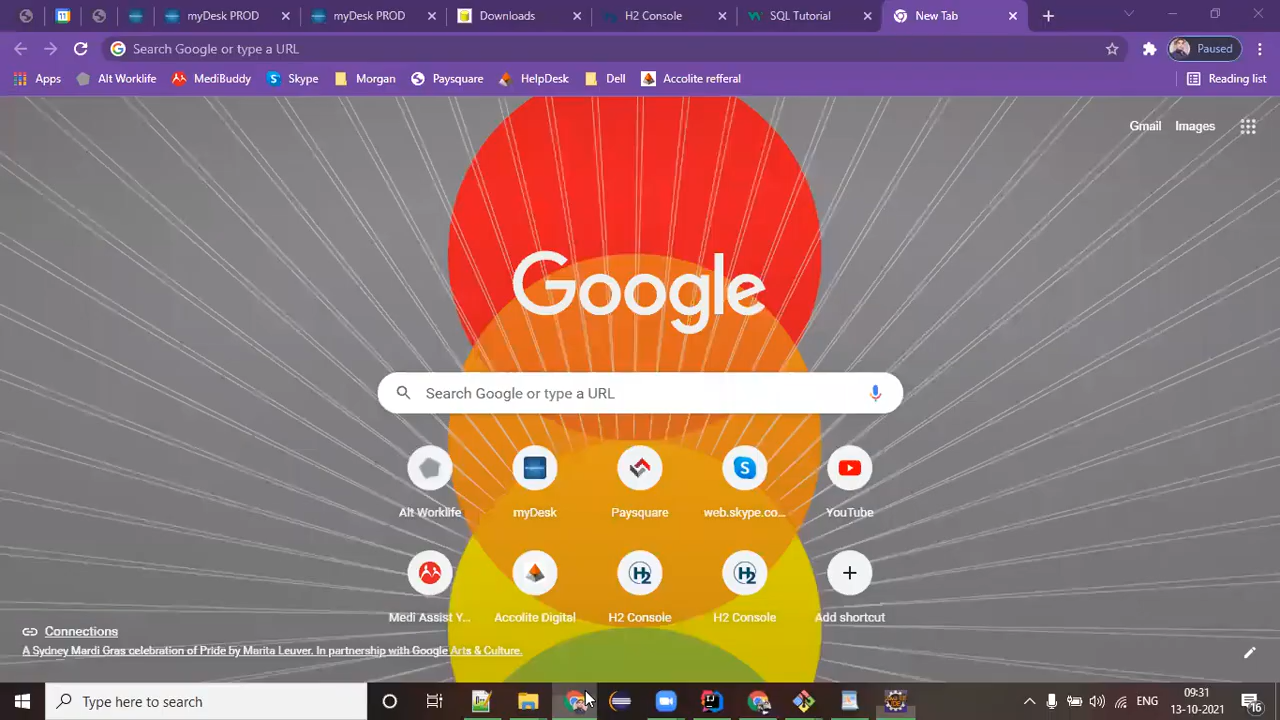 myDesk PROD
myDesk PROD
Downloads
H2 Console
SQL Tutorial
New Tab
Search Google or type a URL
Paused
Apps
Alt Worklife
MediBuddy
Skype
Morgan
Paysquare
HelpDesk
Dell
Accolite refferal
Reading list
Gmail
Images
Google
Search Google or type a URL
Alt Worklife
myDesk
Paysquare
web.skype.co...
YouTube
Medi Assist Y...
Accolite Digital
H2 Console
H2 Console
Add shortcut
Connections
A Sydney Mardi Gras celebration of Pride by Marita Leuver. In partnership with Google Arts & Culture.
Type here to search
ENG
09:31
13-10-2021
16